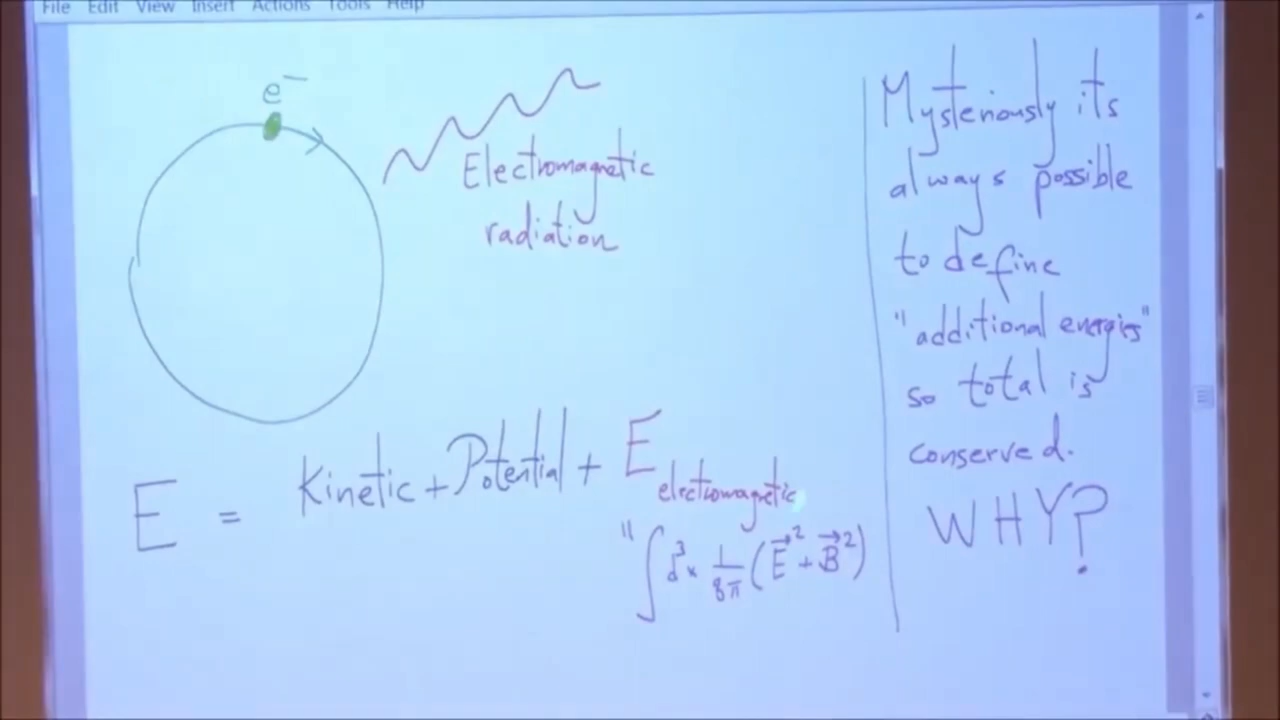 File Edit View Insert Actions Tools Help
e⁻
Electromagnetic
radiation
E = Kinetic + Potential + E electromagnetic
" ∫ d³x 1/8π (E⃗² + B⃗²)
Mysteriously its
always possible
to define
"additional energies"
so total is
conserved.
WHY?